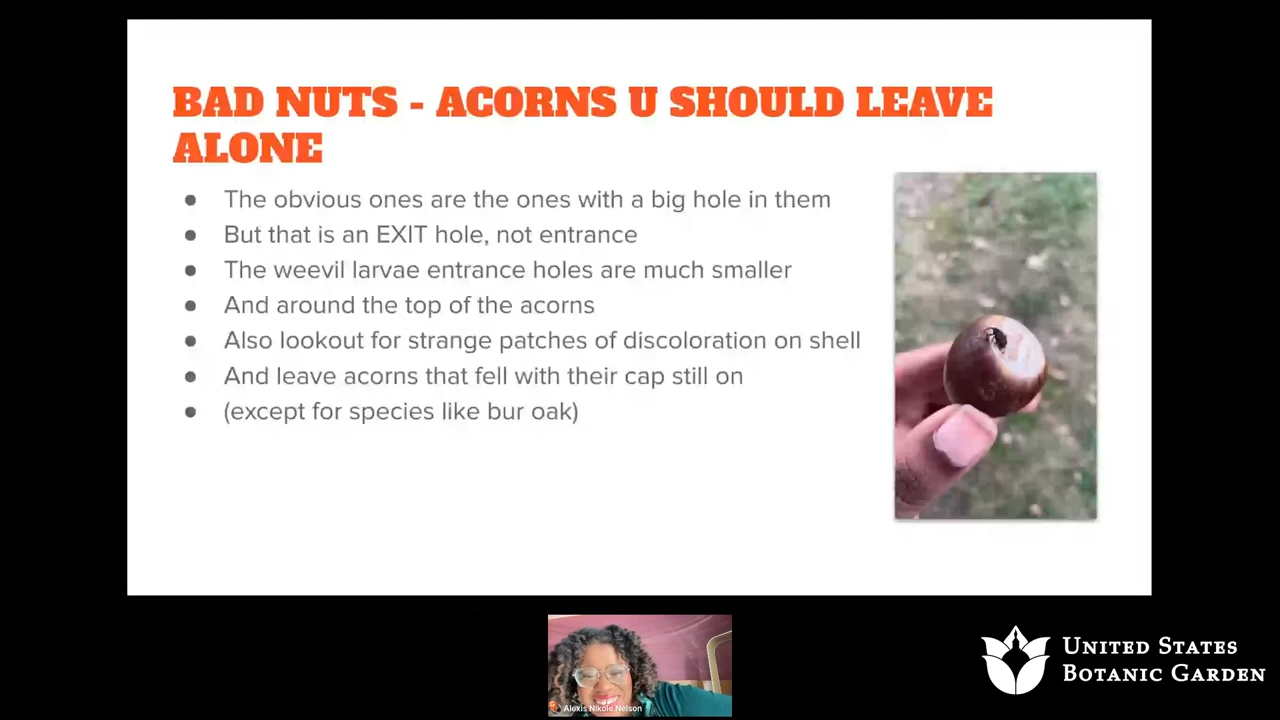 BAD NUTS - ACORNS U SHOULD LEAVE
ALONE
● The obvious ones are the ones with a big hole in them
● But that is an EXIT hole, not entrance
● The weevil larvae entrance holes are much smaller
● And around the top of the acorns
● Also lookout for strange patches of discoloration on shell
● And leave acorns that fell with their cap still on
● (except for species like bur oak)
Alexis Nikole Nelson
UNITED STATES
BOTANIC GARDEN